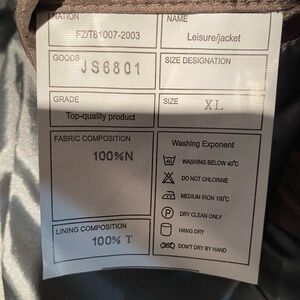 NATION
NAME
FZ/T81007-2003
Leisure/jacket
GOODS
JS6801
SIZE DESIGNATION
GRADE
Top-quality product
SIZE
XL
FABRIC COMPOSITION
100%N
LINING COMPOSITION
100% T
Washing Exponent
40
WASHING BELOW 40℃
DO NOT CHLORINE
MEDIUM IRON 150℃
P
DRY CLEAN ONLY
HANG DRY
DON'T DRY BY HAND